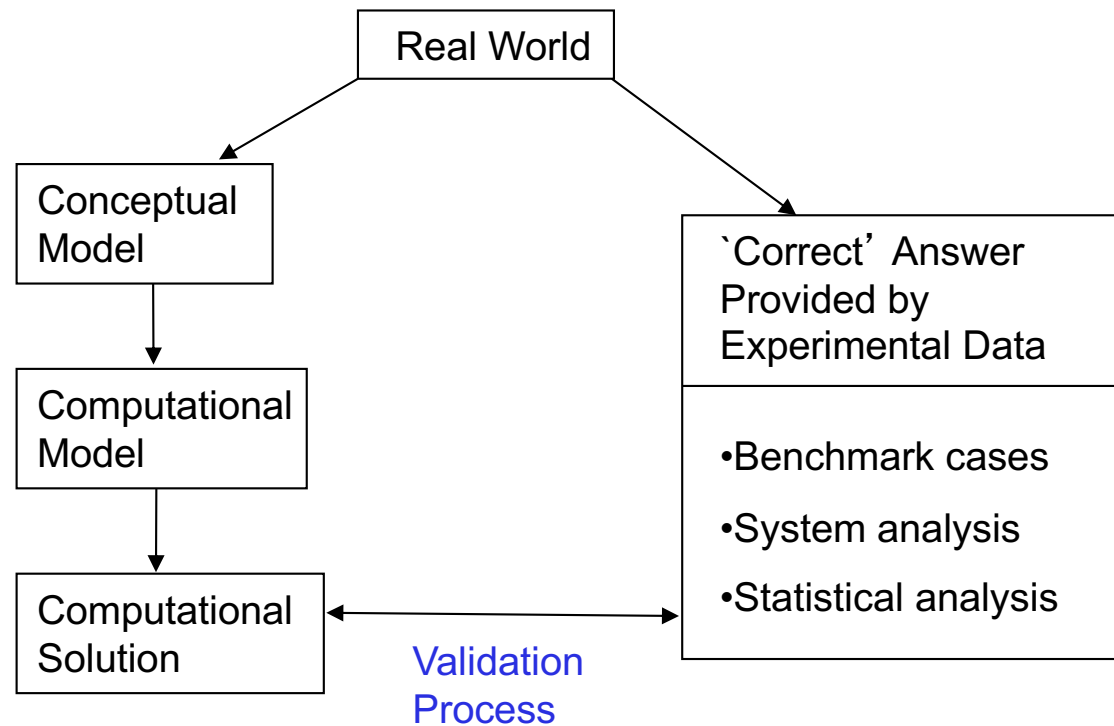 Real World
Conceptual
Model
Computational
Model
Computational
Solution
`Correct’ Answer
Provided by
Experimental Data
•Benchmark cases
•System analysis
•Statistical analysis
Validation
Process